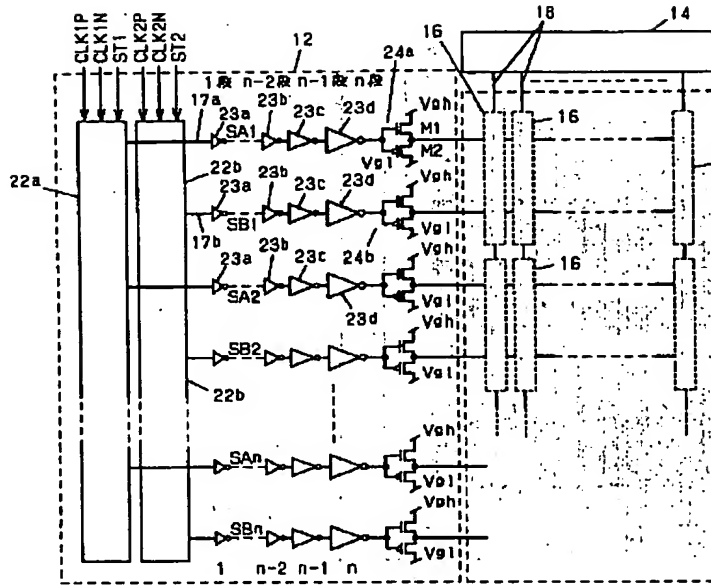 CLK1P
CLK1N
ST1
CLK2P
CLK2N
ST2
12
18
14
16
24a
1段 n-2段 n-1段 n段
Vgh
17a
23a
SA1
23b
23c
23d
M1
M2
Vgl
16
22a
22b
23a
23b
23c
23d
Vgh
SB1
17b
24b
Vgl
23a
23b
23c
Vgh
SA2
23d
Vgl
16
SB2
Vgh
Vgl
22b
SAn
Vgh
Vgl
SBn
Vgh
Vgl
1 n-2 n-1 n